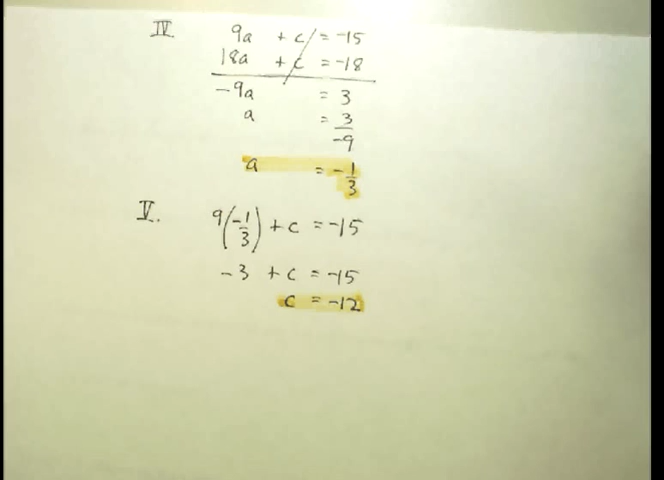 IV 9a + c = -15
18a + c = -18
-9a = 3
a = 3/-9
a = -1/3
V. 9(-1/3) + c = -15
-3 + c = -15
c = -12